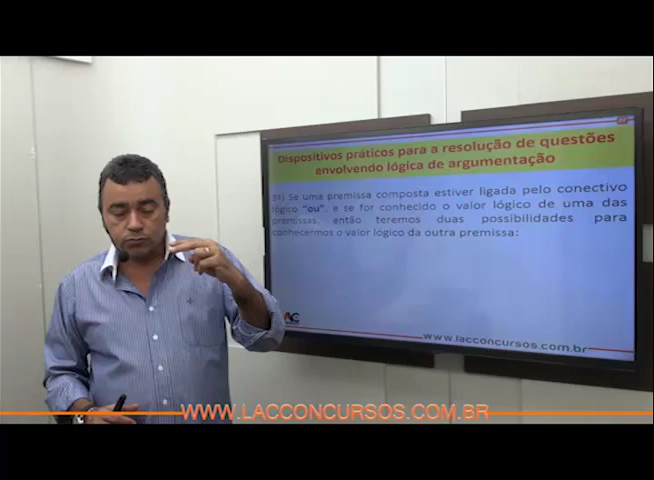 Dispositivos práticos para a resolução de questões
envolvendo lógica de argumentação
3ª) Se uma premissa composta estiver ligada pelo conectivo
lógico "ou", e se for conhecido o valor lógico de uma das
premissas, então teremos duas possibilidades para
conhecermos o valor lógico da outra premissa:
www.lacconcursos.com.br
WWW.LACCONCURSOS.COM.BR